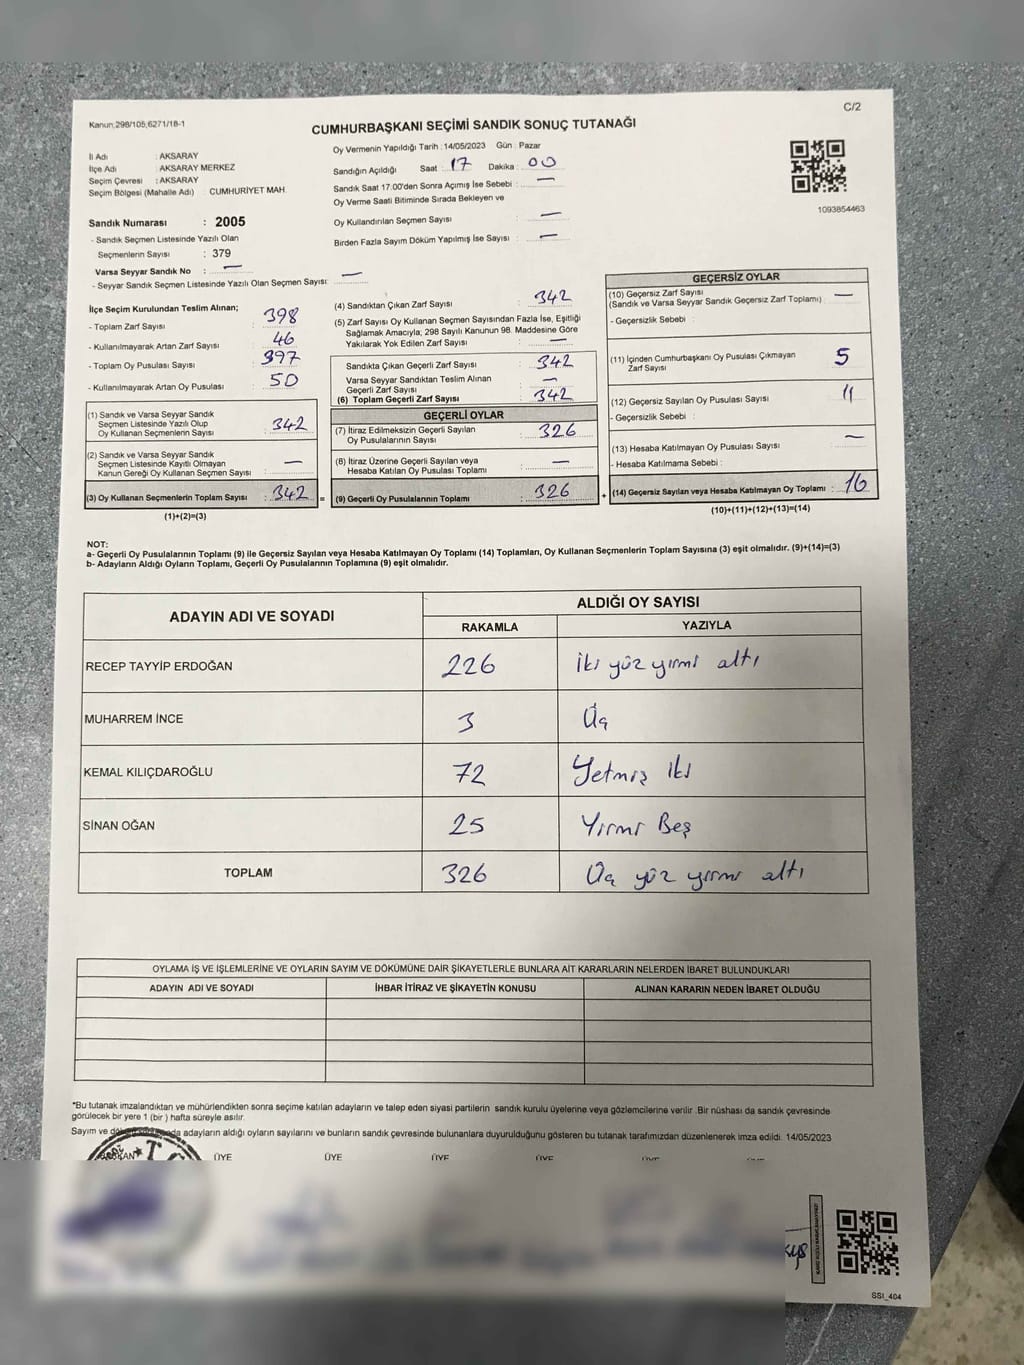 C/2
Kanun;298/105;6271/18-1
CUMHURBAŞKANI SEÇİMİ SANDIK SONUÇ TUTANAĞI
İl Adı : AKSARAY
İlçe Adı : AKSARAY MERKEZ
Seçim Çevresi : AKSARAY
Seçim Bölgesi (Mahalle Adı) : CUMHURİYET MAH.
Sandık Numarası : 2005
- Sandık Seçmen Listesinde Yazılı Olan
Seçmenlerin Sayısı : 379
Varsa Seyyar Sandık No : —
- Seyyar Sandık Seçmen Listesinde Yazılı Olan Seçmen Sayısı: —
Oy Vermenin Yapıldığı Tarih : 14/05/2023 Gün : Pazar
Sandığın Açıldığı Saat : 17 Dakika : 00
Sandık Saat 17:00'den Sonra Açımış İse Sebebi : —
Oy Verme Saati Bitiminde Sırada Bekleyen ve
Oy Kullandırılan Seçmen Sayısı : —
Birden Fazla Sayım Döküm Yapılmış İse Sayısı : —
1093854463
İlçe Seçim Kurulundan Teslim Alınan;
- Toplam Zarf Sayısı : 398
- Kullanılmayarak Artan Zarf Sayısı : 46
- Toplam Oy Pusulası Sayısı : 397
- Kullanılmayarak Artan Oy Pusulası : 50
(1) Sandık ve Varsa Seyyar Sandık
Seçmen Listesinde Yazılı Olup
Oy Kullanan Seçmenlerin Sayısı : 342
(2) Sandık ve Varsa Seyyar Sandık
Seçmen Listesinde Kayıtlı Olmayan
Kanun Gereği Oy Kullanan Seçmen Sayısı : —
(3) Oy Kullanan Seçmenlerin Toplam Sayısı : 342 =
(1)+(2)=(3)
(4) Sandıktan Çıkan Zarf Sayısı : 342
(5) Zarf Sayısı Oy Kullanan Seçmen Sayısından Fazla İse, Eşitliği
Sağlamak Amacıyla; 298 Sayılı Kanunun 98. Maddesine Göre
Yakılarak Yok Edilen Zarf Sayısı : —
Sandıkta Çıkan Geçerli Zarf Sayısı : 342
Varsa Seyyar Sandıktan Teslim Alınan
Geçerli Zarf Sayısı : —
(6) Toplam Geçerli Zarf Sayısı : 342
GEÇERLİ OYLAR
(7) İtiraz Edilmeksizin Geçerli Sayılan
Oy Pusulalarının Sayısı : 326
(8) İtiraz Üzerine Geçerli Sayılan veya
Hesaba Katılan Oy Pusulası Toplamı : —
(9) Geçerli Oy Pusulalarının Toplamı : 326 +
GEÇERSİZ OYLAR
(10) Geçersiz Zarf Sayısı : —
(Sandık ve Varsa Seyyar Sandık Geçersiz Zarf Toplamı)
- Geçersizlik Sebebi :
(11) İçinden Cumhurbaşkanı Oy Pusulası Çıkmayan
Zarf Sayısı : 5
(12) Geçersiz Sayılan Oy Pusulası Sayısı : 11
- Geçersizlik Sebebi :
(13) Hesaba Katılmayan Oy Pusulası Sayısı : —
- Hesaba Katılmama Sebebi :
(14) Geçersiz Sayılan veya Hesaba Katılmayan Oy Toplamı : 16
(10)+(11)+(12)+(13)=(14)
NOT:
a- Geçerli Oy Pusulalarının Toplamı (9) ile Geçersiz Sayılan veya Hesaba Katılmayan Oy Toplamı (14) Toplamları, Oy Kullanan Seçmenlerin Toplam Sayısına (3) eşit olmalıdır. (9)+(14)=(3)
b- Adayların Aldığı Oyların Toplamı, Geçerli Oy Pusulalarının Toplamına (9) eşit olmalıdır.
ADAYIN ADI VE SOYADI ALDIĞI OY SAYISI
RAKAMLA YAZIYLA
RECEP TAYYİP ERDOĞAN 226 iki yüz yirmi altı
MUHARREM İNCE 3 Üç
KEMAL KILIÇDAROĞLU 72 Yetmiş iki
SİNAN OĞAN 25 Yirmi Beş
TOPLAM 326 Üç yüz yirmi altı
OYLAMA İŞ VE İŞLEMLERİNE VE OYLARIN SAYIM VE DÖKÜMÜNE DAİR ŞİKAYETLERLE BUNLARA AİT KARARLARIN NELERDEN İBARET BULUNDUKLARI
ADAYIN ADI VE SOYADI İHBAR İTİRAZ VE ŞİKAYETİN KONUSU ALINAN KARARIN NEDEN İBARET OLDUĞU
*Bu tutanak imzalandıktan ve mühürlendikten sonra seçime katılan adayların ve talep eden siyasi partilerin sandık kurulu üyelerine veya gözlemcilerine verilir .Bir nüshası da sandık çevresinde
görülecek bir yere 1 (bir ) hafta süreyle asılır.
Sayım ve adayların aldığı oyların sayılarını ve bunların sandık çevresinde bulunanlara duyurulduğunu gösteren bu tutanak tarafımızdan düzenlenerek imza edildi. 14/05/2023
ÜYE ÜYE ÜYE ÜYE
SSI_404